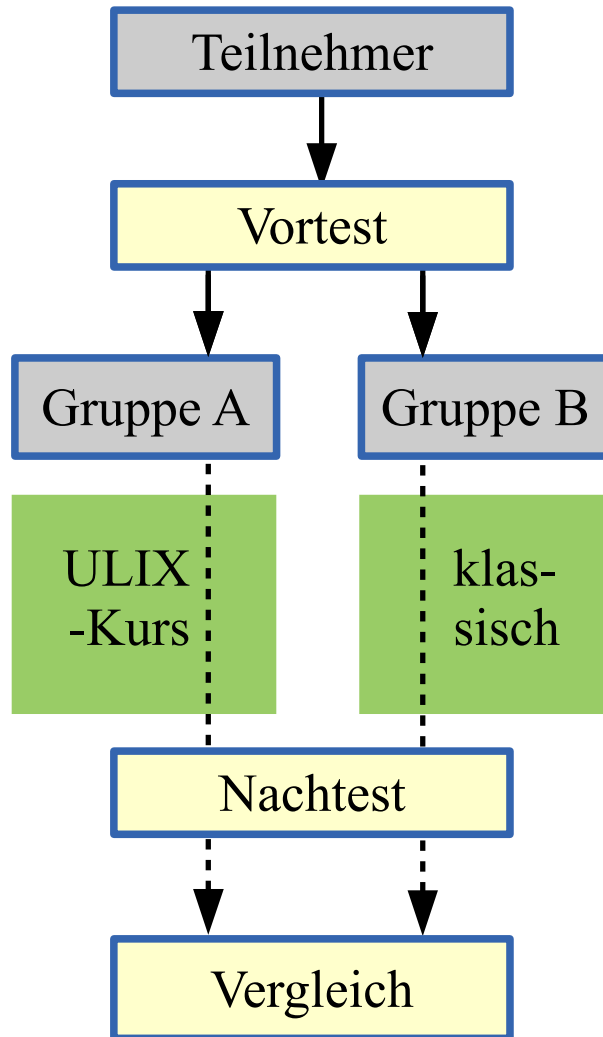 Teilnehmer
Vortest
Gruppe A
Gruppe B
ULIX
-Kurs
klas-
sisch
Nachtest
Vergleich